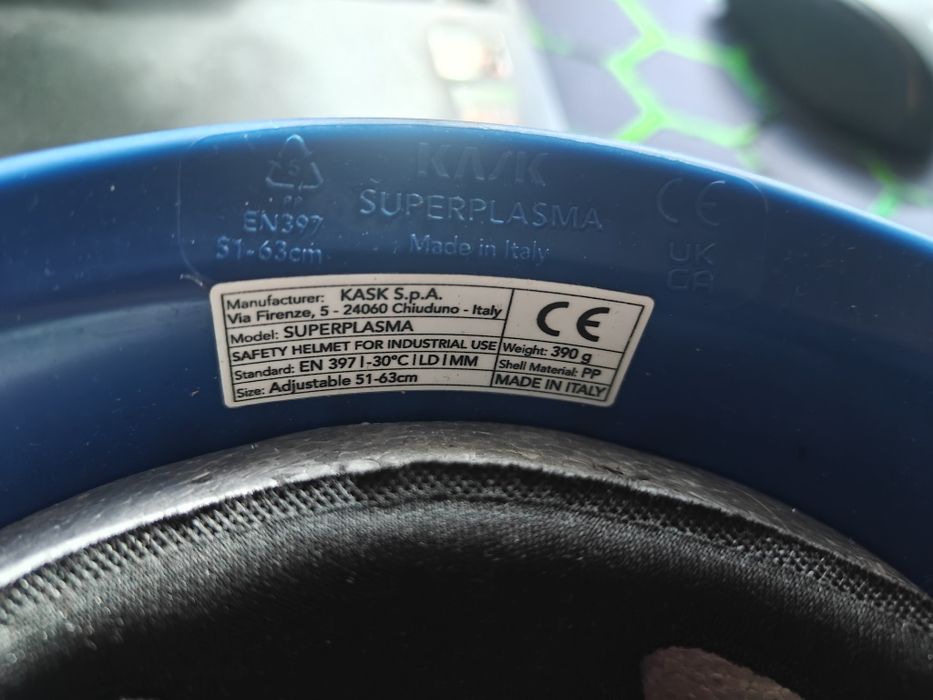 KASK
SUPERPLASMA
Made in Italy
PP
EN397
51-63cm
CE
UK
CA
Manufacturer: KASK S.p.A.
Via Firenze, 5 - 24060 Chiuduno - Italy
Model: SUPERPLASMA
SAFETY HELMET FOR INDUSTRIAL USE
Standard: EN 397 | -30°C | LD | MM
Size: Adjustable 51-63cm
CE
Weight: 390 g
Shell Material: PP
MADE IN ITALY